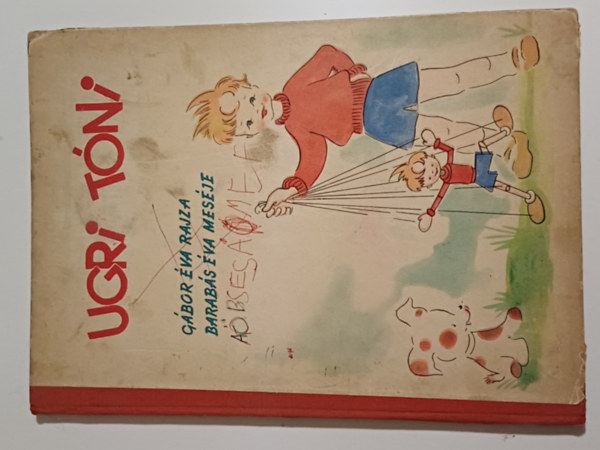 UGRI TÓNI
GÁBOR ÉVA RAJZA
BARABÁS ÉVA MESÉJE